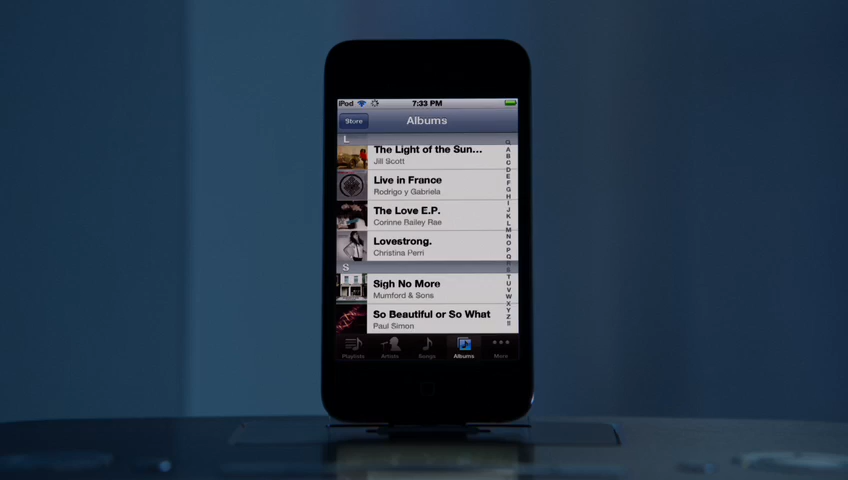 iPod 7:33 PM
Store Albums
L
The Light of the Sun...
Jill Scott
Live in France
Rodrigo y Gabriela
The Love E.P.
Corinne Bailey Rae
Lovestrong.
Christina Perri
S
Sigh No More
Mumford & Sons
So Beautiful or So What
Paul Simon
A
B
C
D
E
F
G
H
I
J
K
L
M
N
O
P
Q
R
S
T
U
V
W
X
Y
Z
#
Playlists Artists Songs Albums More